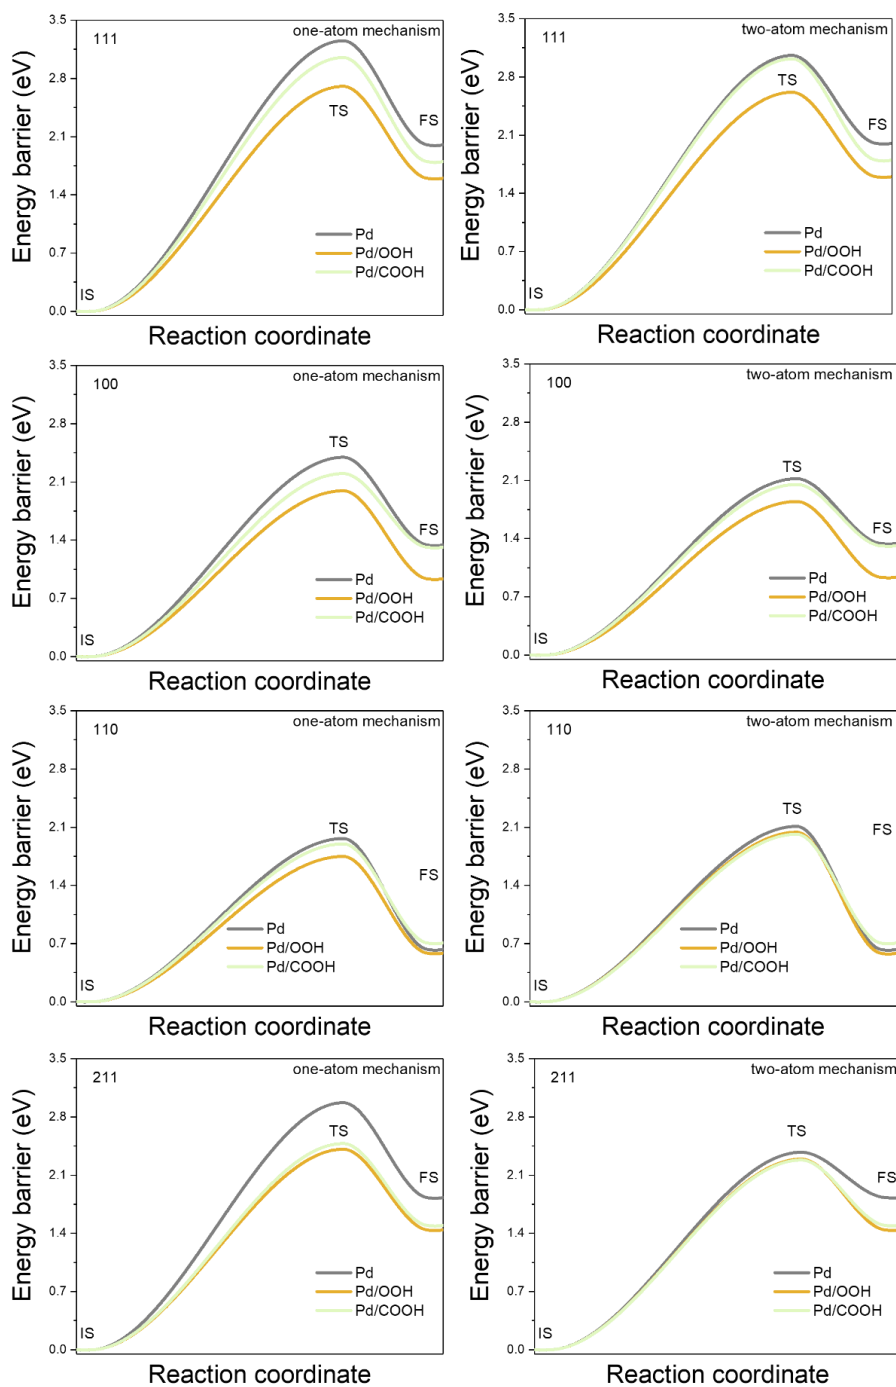 111
one-atom mechanism
Energy barrier (eV)
3.5
2.8
2.1
1.4
0.7
0.0
TS
FS
IS
Pd
Pd/OOH
Pd/COOH
Reaction coordinate
111
two-atom mechanism
Energy barrier (eV)
3.5
2.8
2.1
1.4
0.7
0.0
TS
FS
IS
Pd
Pd/OOH
Pd/COOH
Reaction coordinate
100
one-atom mechanism
Energy barrier (eV)
3.5
2.8
2.1
1.4
0.7
0.0
TS
FS
IS
Pd
Pd/OOH
Pd/COOH
Reaction coordinate
100
two-atom mechanism
Energy barrier (eV)
3.5
2.8
2.1
1.4
0.7
0.0
TS
FS
IS
Pd
Pd/OOH
Pd/COOH
Reaction coordinate
110
one-atom mechanism
Energy barrier (eV)
3.5
2.8
2.1
1.4
0.7
0.0
TS
FS
IS
Pd
Pd/OOH
Pd/COOH
Reaction coordinate
110
two-atom mechanism
Energy barrier (eV)
3.5
2.8
2.1
1.4
0.7
0.0
TS
FS
IS
Pd
Pd/OOH
Pd/COOH
Reaction coordinate
211
one-atom mechanism
Energy barrier (eV)
3.5
2.8
2.1
1.4
0.7
0.0
TS
FS
IS
Pd
Pd/OOH
Pd/COOH
Reaction coordinate
211
two-atom mechanism
Energy barrier (eV)
3.5
2.8
2.1
1.4
0.7
0.0
TS
FS
IS
Pd
Pd/OOH
Pd/COOH
Reaction coordinate